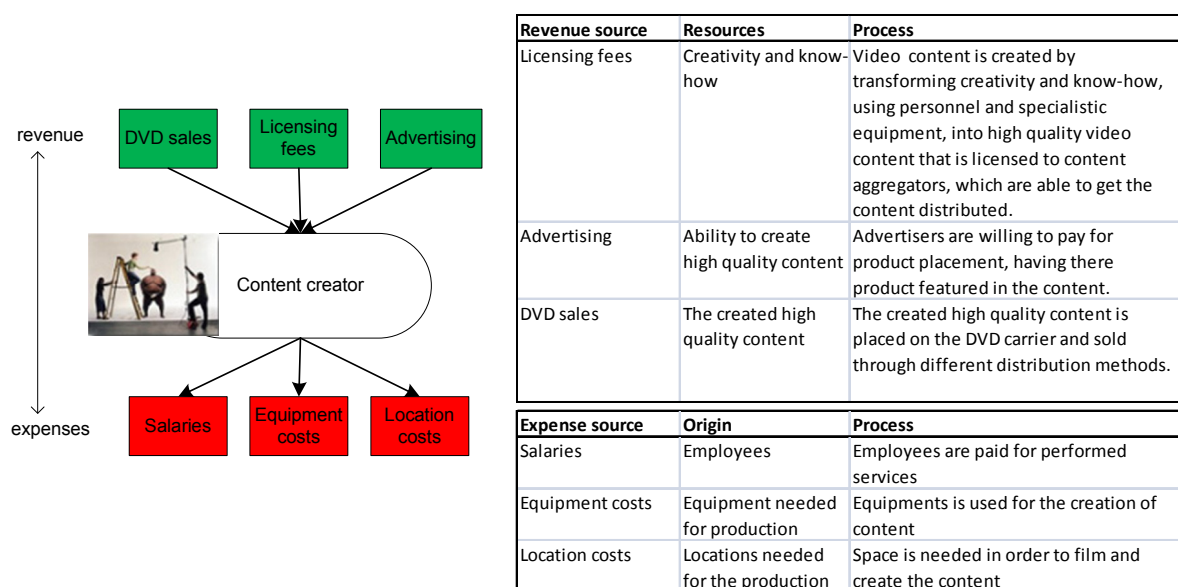 revenue
DVD sales
Licensing
fees
Advertising
Content creator
Salaries
Equipment
costs
Location
costs
expenses
Revenue source Resources Process
Licensing fees Creativity and know- Video content is created by
how transforming creativity and know-how,
using personnel and specialistic
equipment, into high quality video
content that is licensed to content
aggregators, which are able to get the
content distributed.
Advertising Ability to create Advertisers are willing to pay for
high quality content product placement, having there
product featured in the content.
DVD sales The created high The created high quality content is
quality content placed on the DVD carrier and sold
through different distribution methods.
Expense source Origin Process
Salaries Employees Employees are paid for performed
services
Equipment costs Equipment needed Equipments is used for the creation of
for production content
Location costs Locations needed Space is needed in order to film and
for the production create the content